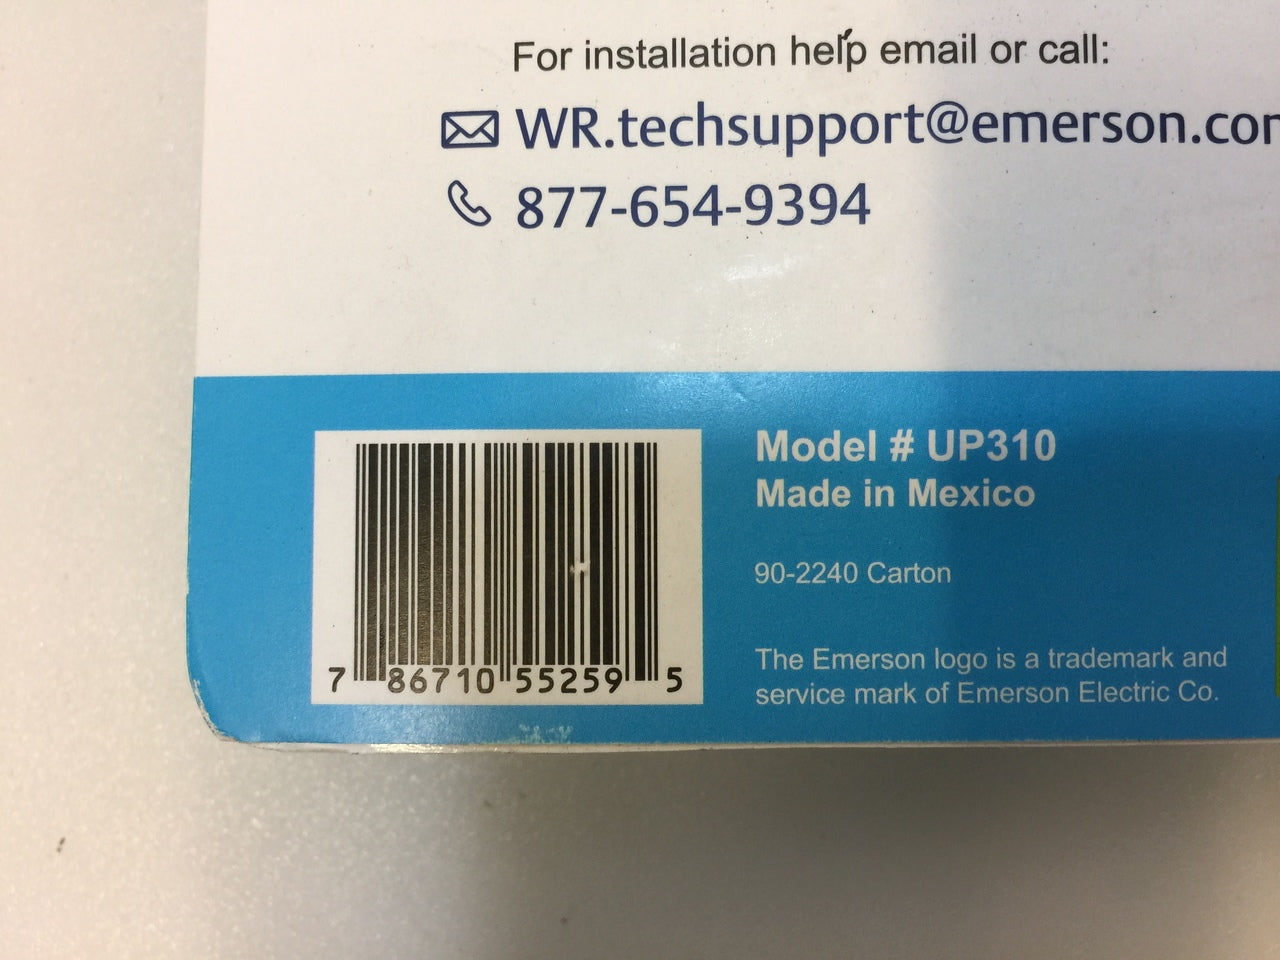 For installation help email or call:
WR.techsupport@emerson.co
877-654-9394
Model # UP310
Made in Mexico
90-2240 Carton
The Emerson logo is a trademark and
service mark of Emerson Electric Co.
7 86710 55259 5